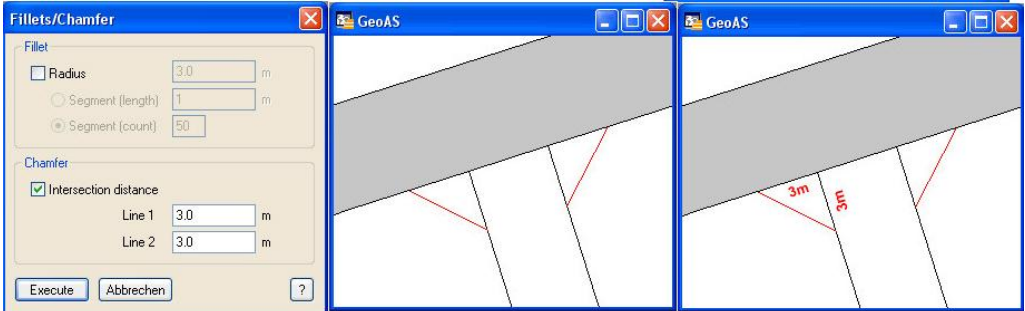 Fillets/Chamfer
Fillet
Radius 3.0 m
Segment (length) 1 m
Segment (count) 50
Chamfer
Intersection distance
Line 1 3.0 m
Line 2 3.0 m
Execute Abbrechen ?
GeoAS
GeoAS
3m
3m